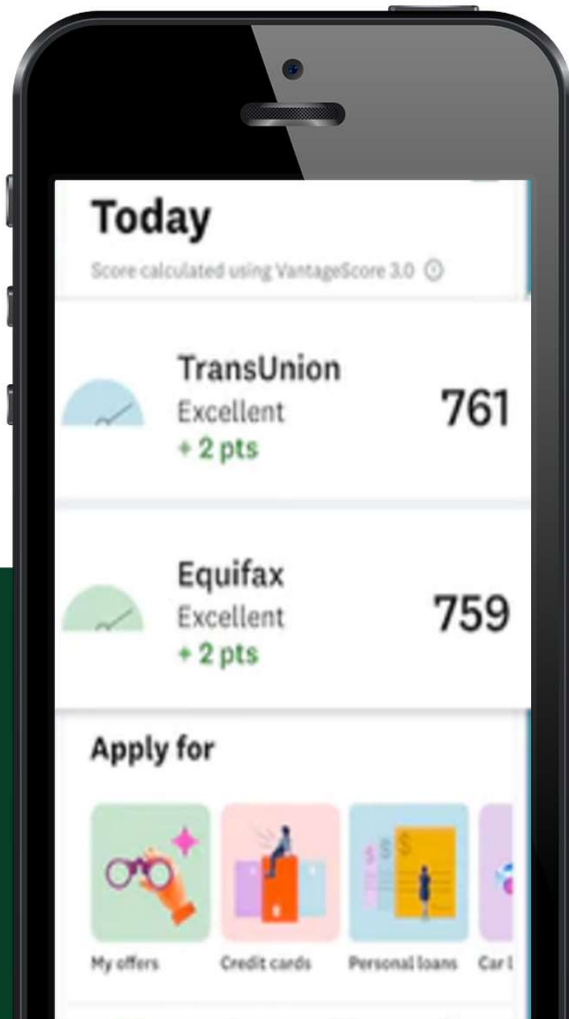 Today
Score calculated using VantageScore 3.0
TransUnion
Excellent
761
+ 2 pts
Equifax
Excellent
759
+ 2 pts
Apply for
$ $ $
My offers
Credit cards
Personal loans
Car l